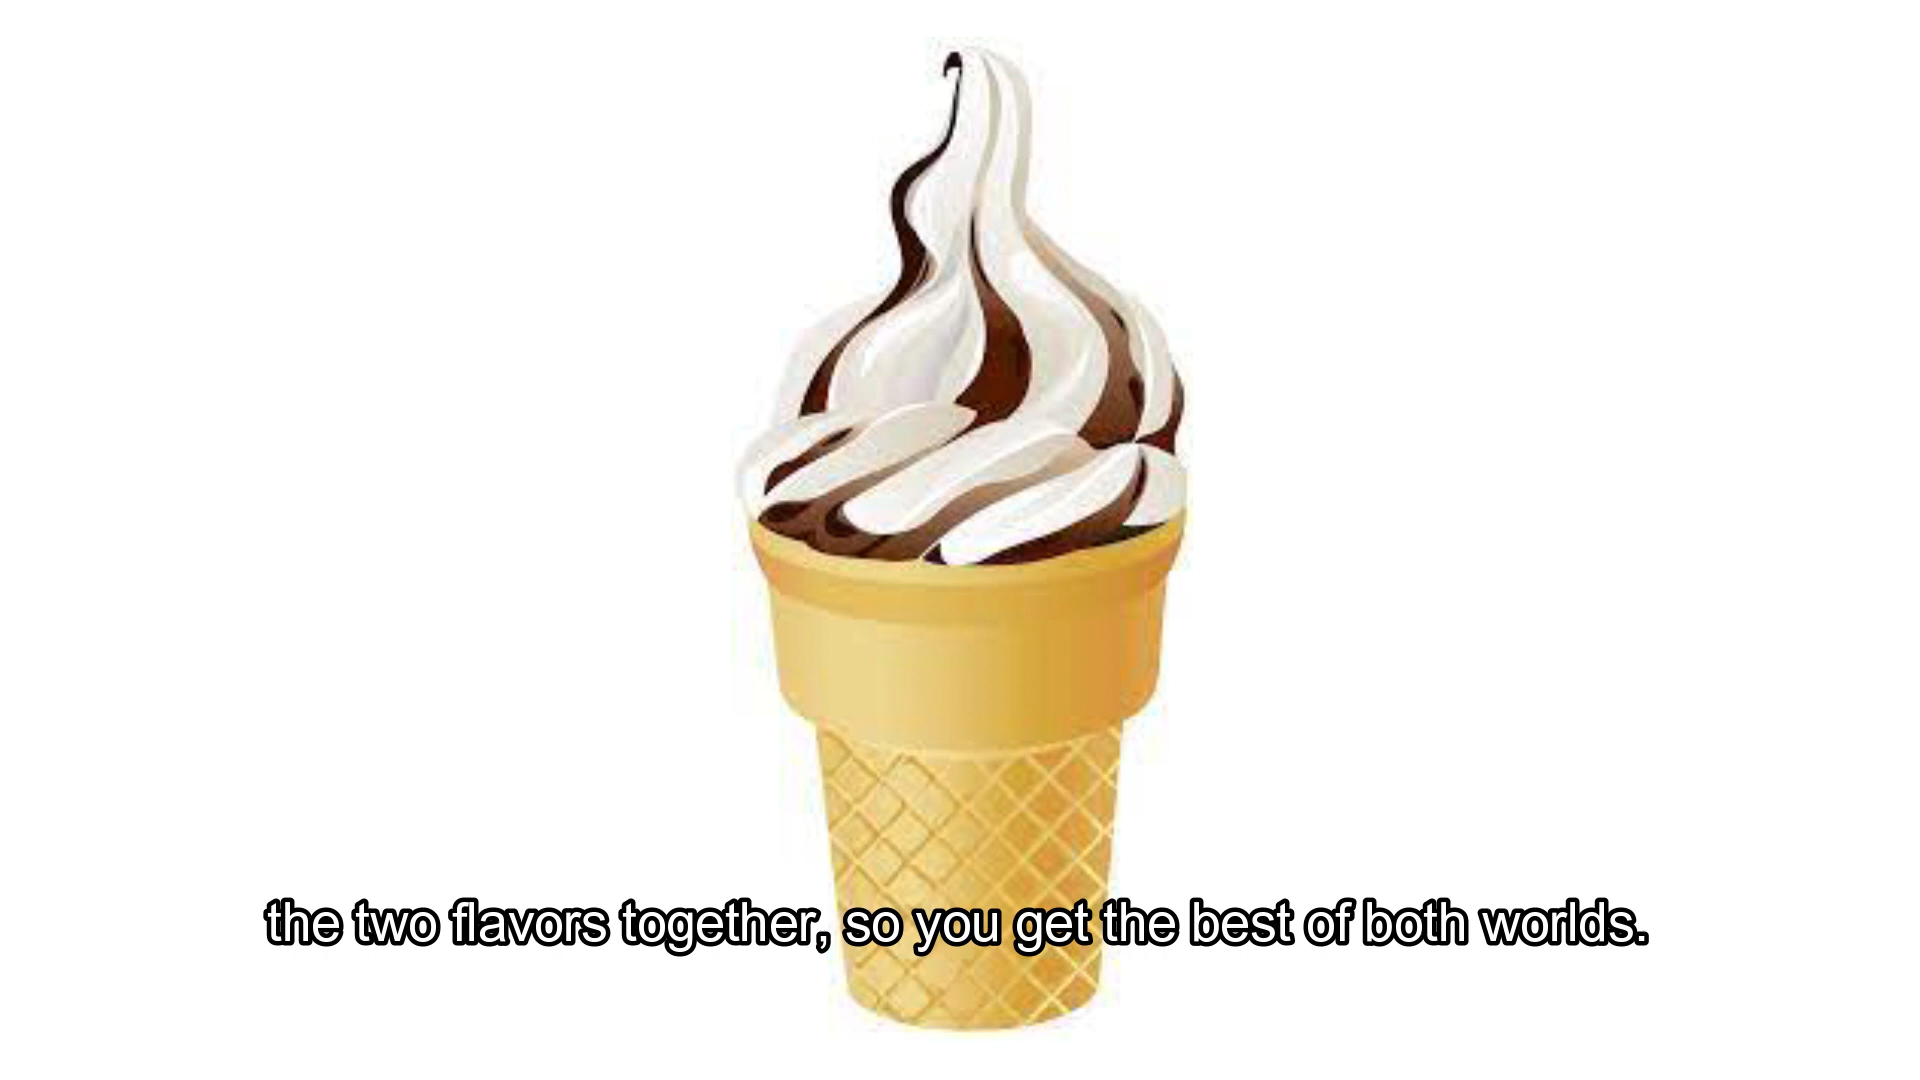 the two flavors together, so you get the best of both worlds.